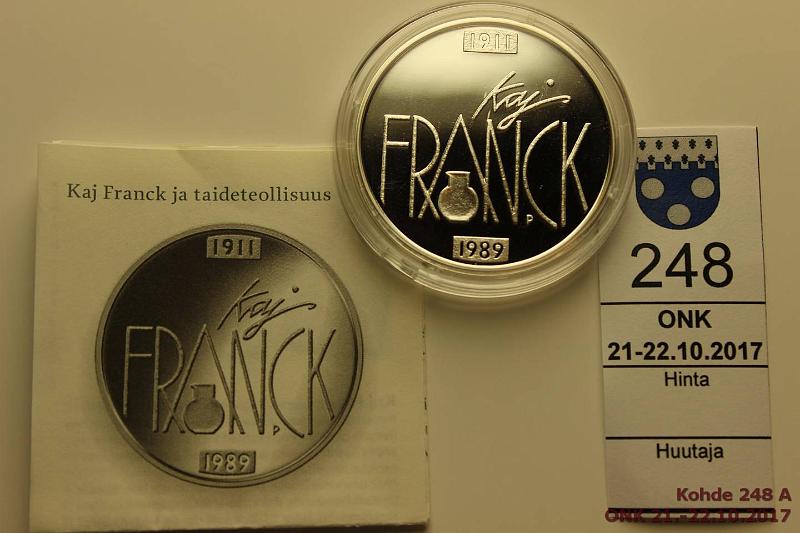 Kaj Franck ja taideteollisuus
1911
Kaj
FRANCK
P
1989
1911
Kaj
FRANCK
P
1989
248
ONK
21-22.10.2017
Hinta
Huutaja
Kohde 248 A
ONK 21.-22.10.2017